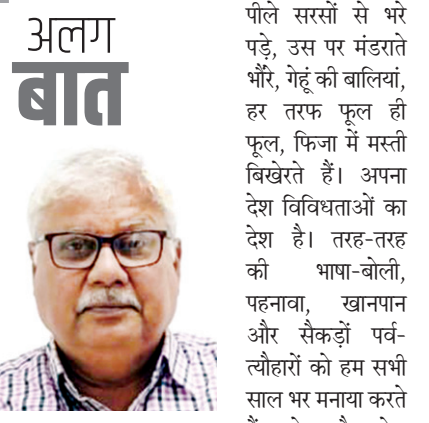 अलग
बात
पीले सरसों से भरे
पड़े, उस पर मंडराते
भौंरे, गेहूं की बालियां,
हर तरफ फूल ही
फूल, फिजा में मस्ती
बिखेरते हैं। अपना
देश विविधताओं का
देश है। तरह-तरह
की भाषा-बोली,
पहनावा, खानपान
और सैकड़ों पर्व-
त्यौहारों को हम सभी
साल भर मनाया करते